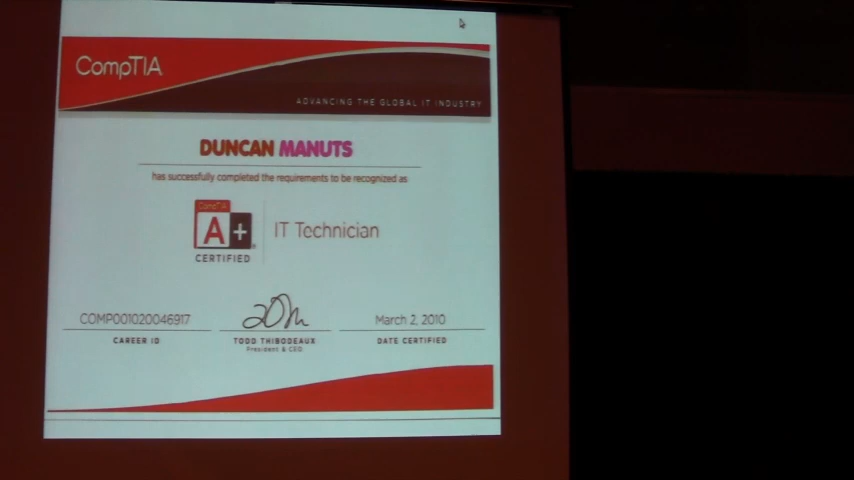 CompTIA
ADVANCING THE GLOBAL IT INDUSTRY
DUNCAN MANUTS
has successfully completed the requirements to be recognized as
CompTIA
A+
CERTIFIED
IT Technician
COMP001020046917
March 2, 2010
CAREER ID
TODD THIBODEAUX
President & CEO
DATE CERTIFIED